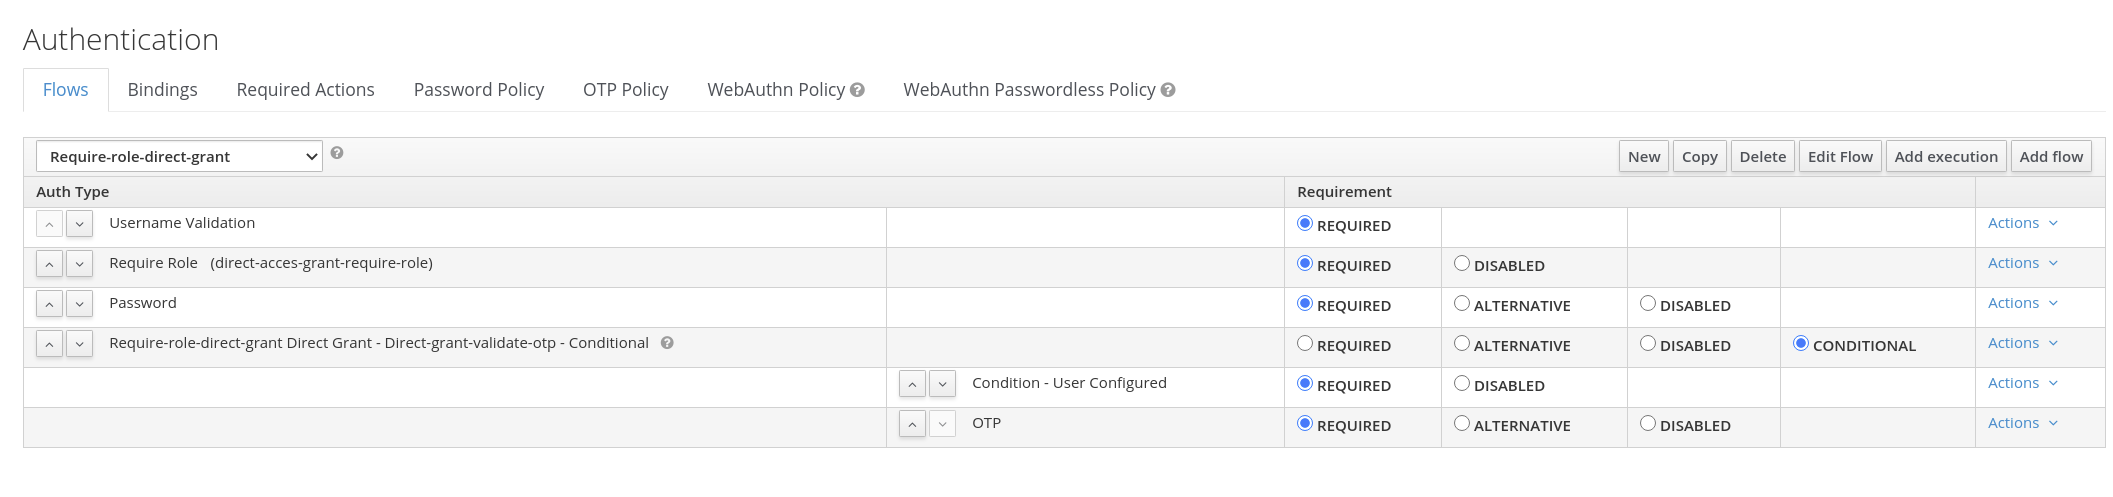 Authentication
Flows Bindings Required Actions Password Policy OTP Policy WebAuthn Policy ? WebAuthn Passwordless Policy ?
Require-role-direct-grant ? New Copy Delete Edit Flow Add execution Add flow
Auth Type Requirement
Username Validation REQUIRED Actions
Require Role (direct-acces-grant-require-role) REQUIRED DISABLED Actions
Password REQUIRED ALTERNATIVE DISABLED Actions
Require-role-direct-grant Direct Grant - Direct-grant-validate-otp - Conditional ? REQUIRED ALTERNATIVE DISABLED CONDITIONAL Actions
Condition - User Configured REQUIRED DISABLED Actions
OTP REQUIRED ALTERNATIVE DISABLED Actions